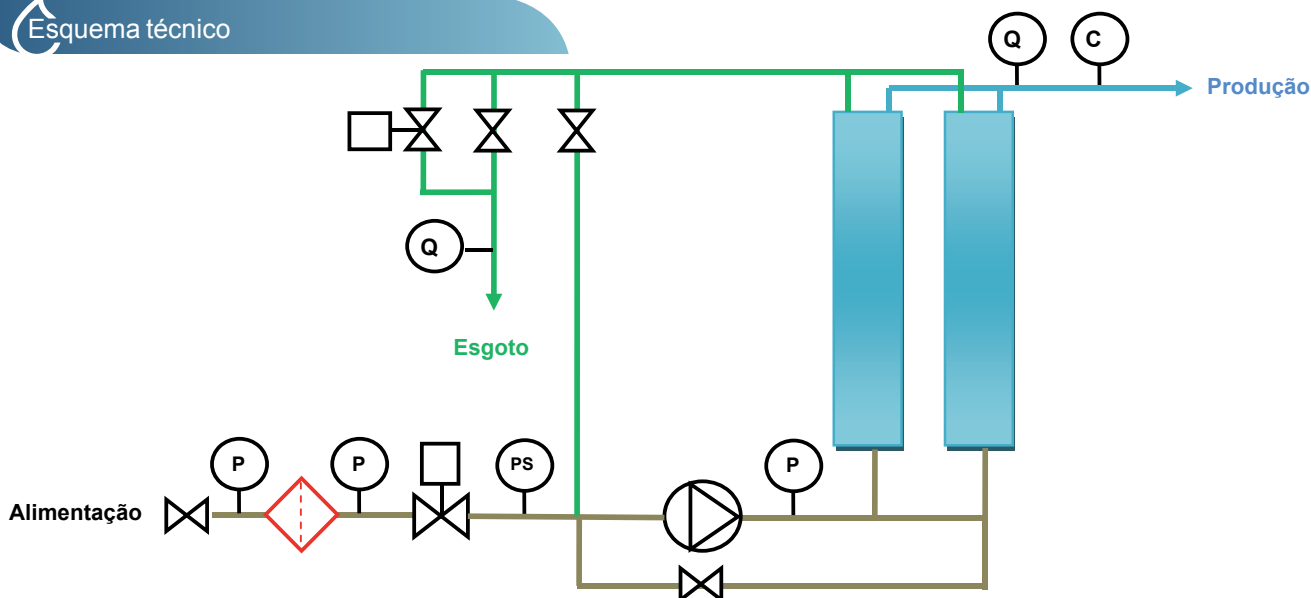 Esquema técnico
Q C
Produção
Q
Esgoto
P P PS P
Alimentação